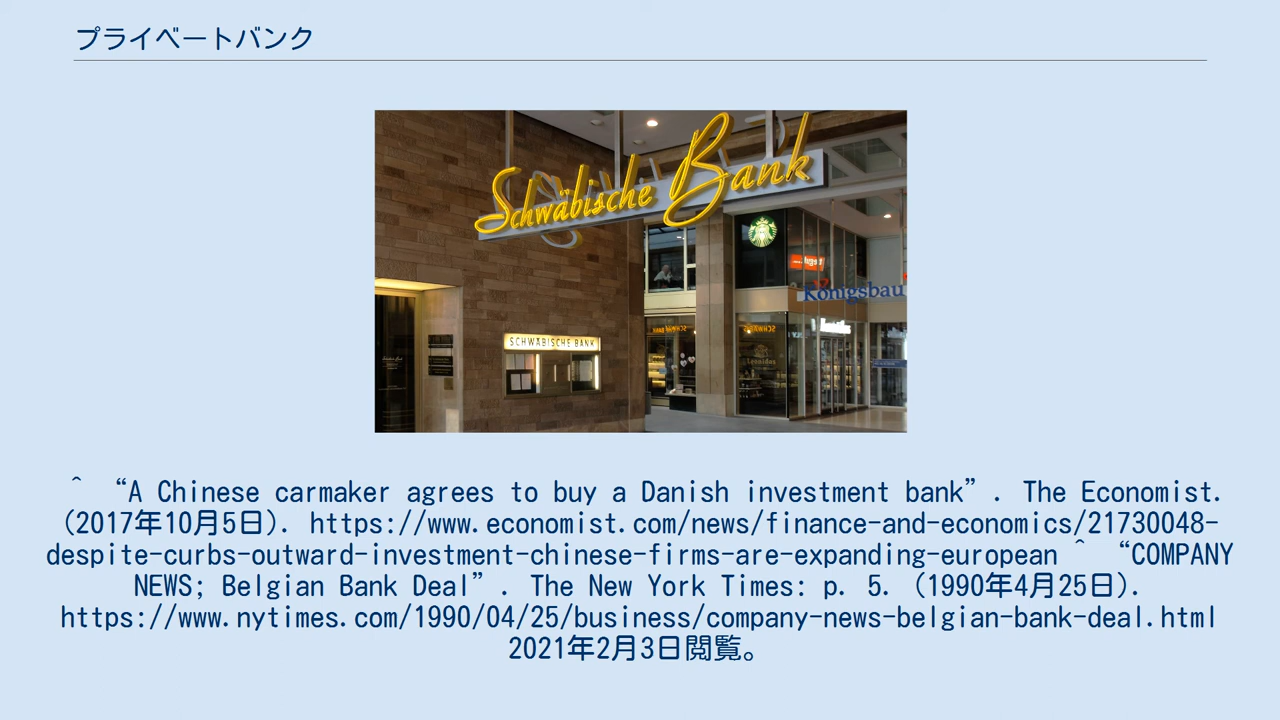 プライベートバンク
Schwäbische Bank
Königsbau
SCHWÄBISCHE BANK
Leonidas
^ “A Chinese carmaker agrees to buy a Danish investment bank”. The Economist.
(2017年10月5日). https://www.economist.com/news/finance-and-economics/21730048-
despite-curbs-outward-investment-chinese-firms-are-expanding-european ^ “COMPANY
NEWS; Belgian Bank Deal”. The New York Times: p. 5. (1990年4月25日).
https://www.nytimes.com/1990/04/25/business/company-news-belgian-bank-deal.html
2021年2月3日閲覧。